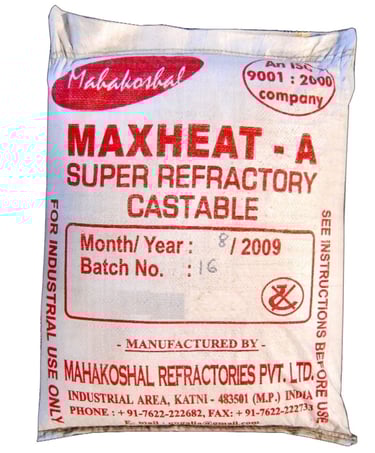 Mahakoshal
An ISO
9001 : 2000
company
MAXHEAT - A
SUPER REFRACTORY
CASTABLE
Month/ Year : 8 / 2009
Batch No. : 16
FOR INDUSTRIAL USE ONLY
SEE INSTRUCTIONS BEFORE USE
- MANUFACTURED BY -
MAHAKOSHAL REFRACTORIES PVT. LTD.
INDUSTRIAL AREA, KATNI - 483501 (M.P.) INDIA
PHONE : + 91-7622-222682, FAX: + 91-7622-222733
E- mail :